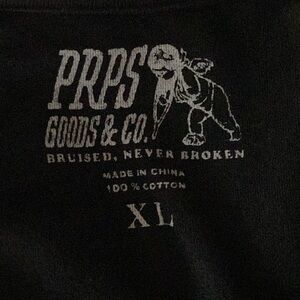 PRPS
GOODS & CO.
BRUISED, NEVER BROKEN
MADE IN CHINA
100% COTTON
XL